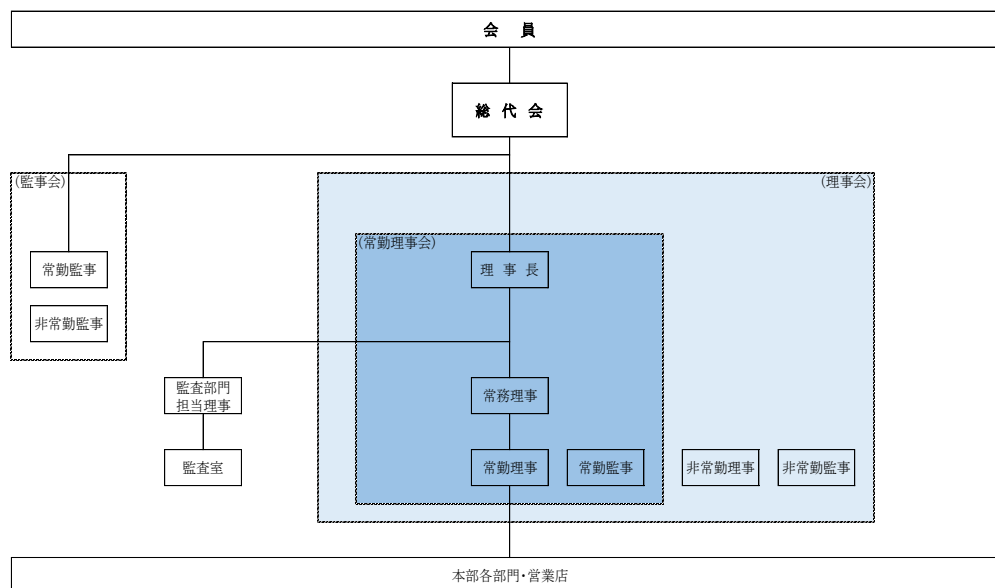 会 員
総 代 会
(監事会)
(理事会)
(常勤理事会)
常勤監事
理 事 長
非常勤監事
監査部門
担当理事
常務理事
監査室
常勤理事
常勤監事
非常勤理事
非常勤監事
本部各部門・営業店